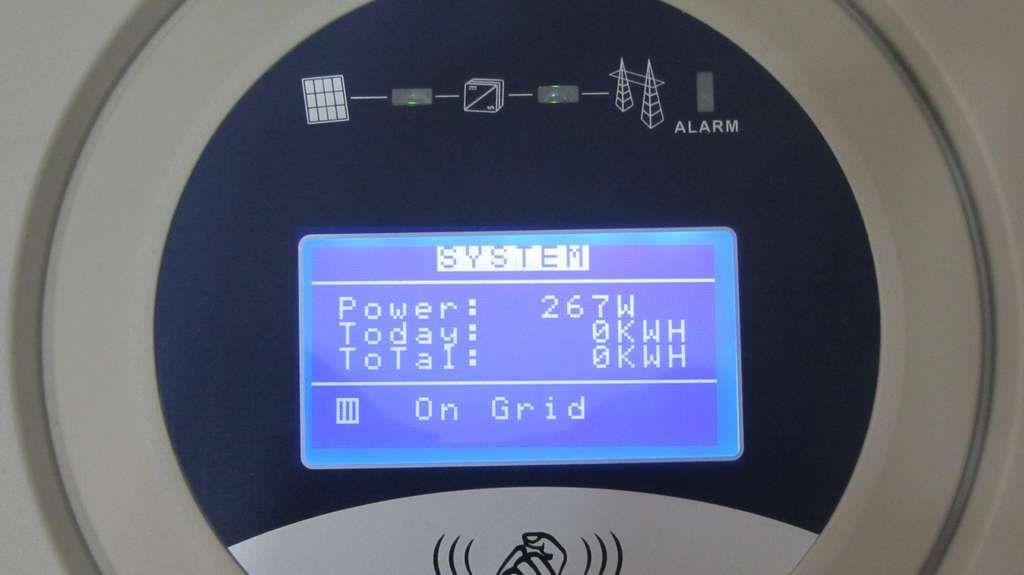 ALARM
SYSTEM
Power: 267W
Today: 0KWH
ToTal: 0KWH
On Grid